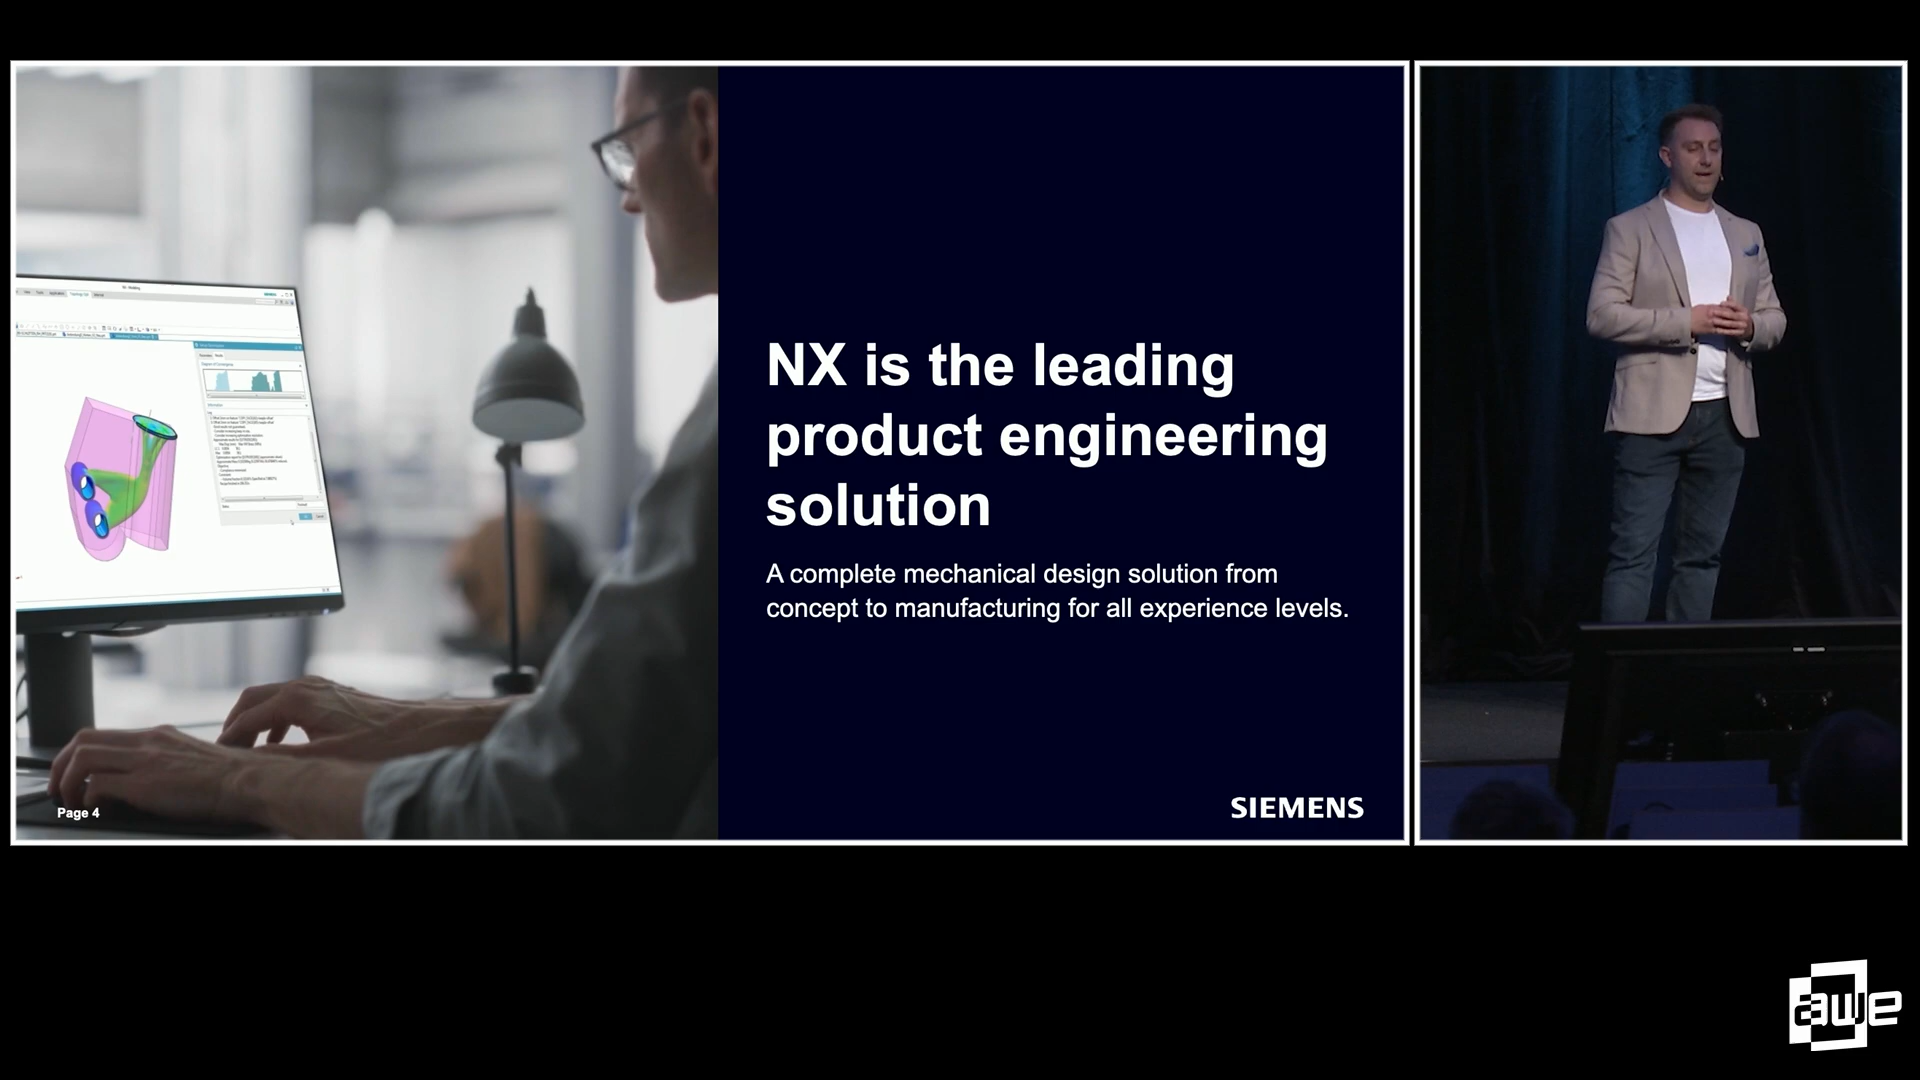 NX is the leading
product engineering
solution
A complete mechanical design solution from
concept to manufacturing for all experience levels.
Page 4
SIEMENS
awe